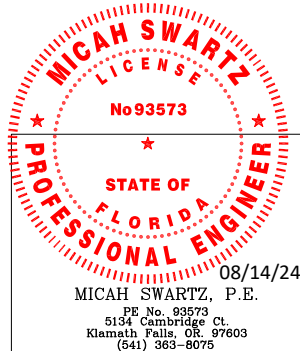 MICAH SWARTZ
LICENSE
No 93573
STATE OF
FLORIDA
PROFESSIONAL ENGINEER
08/14/24
MICAH SWARTZ, P.E.
PE No. 93573
5134 Cambridge Ct.
Klamath Falls, OR. 97603
(541) 363-8075